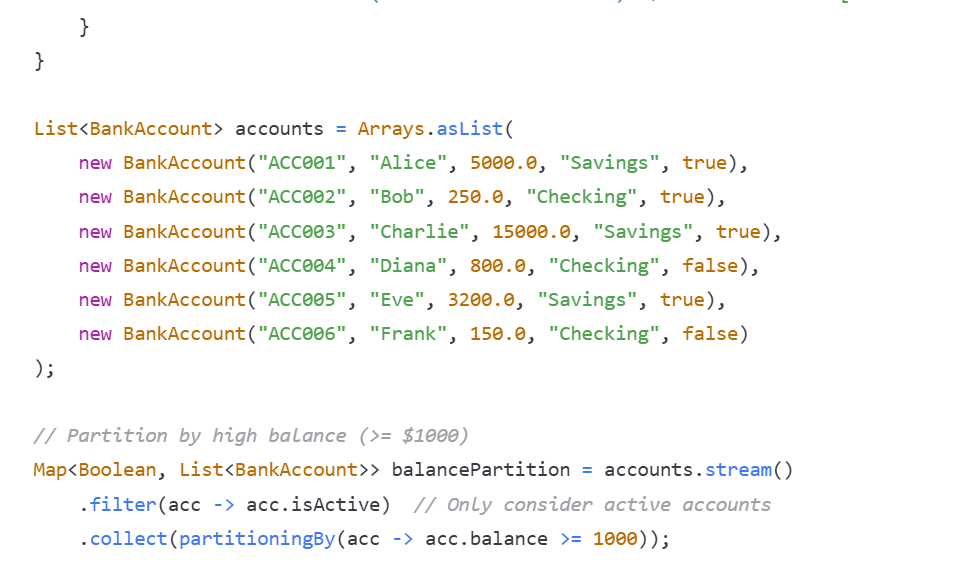 }
}

List<BankAccount> accounts = Arrays.asList(
    new BankAccount("ACC001", "Alice", 5000.0, "Savings", true),
    new BankAccount("ACC002", "Bob", 250.0, "Checking", true),
    new BankAccount("ACC003", "Charlie", 15000.0, "Savings", true),
    new BankAccount("ACC004", "Diana", 800.0, "Checking", false),
    new BankAccount("ACC005", "Eve", 3200.0, "Savings", true),
    new BankAccount("ACC006", "Frank", 150.0, "Checking", false)
);

// Partition by high balance (>= $1000)
Map<Boolean, List<BankAccount>> balancePartition = accounts.stream()
    .filter(acc -> acc.isActive)  // Only consider active accounts
    .collect(partitioningBy(acc -> acc.balance >= 1000));